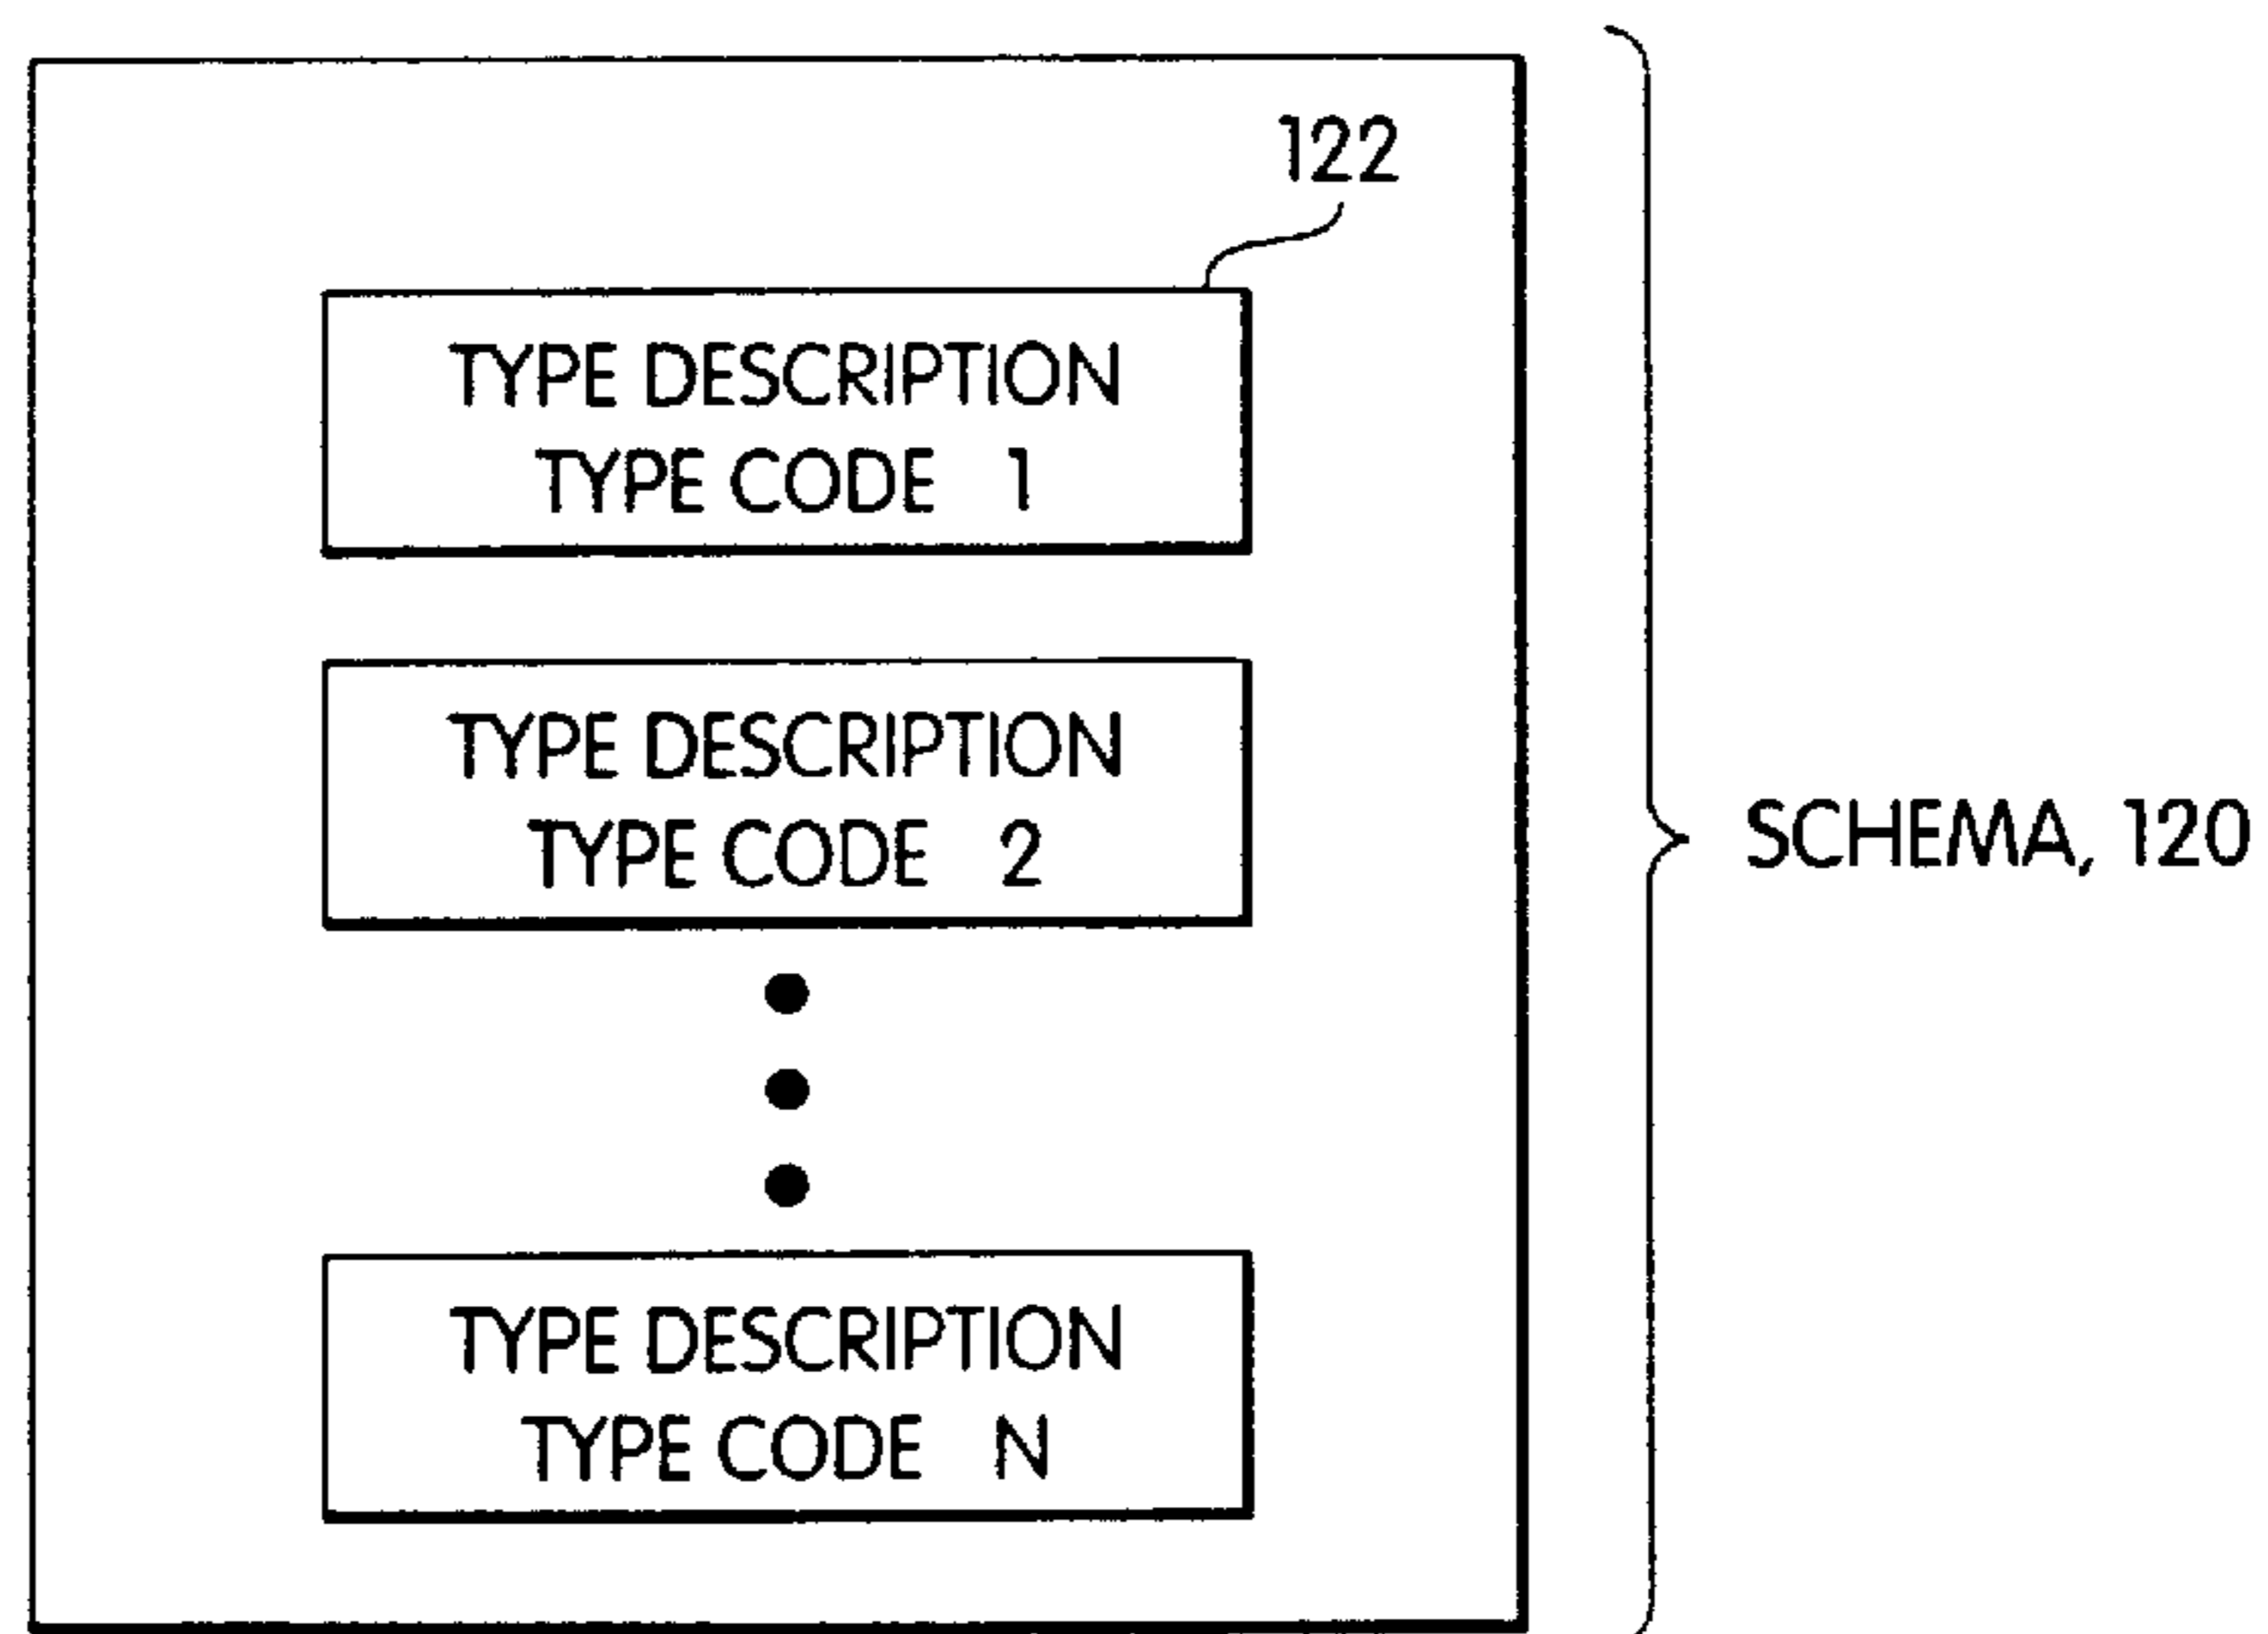 122
TYPE DESCRIPTION
TYPE CODE 1
TYPE DESCRIPTION
TYPE CODE 2
SCHEMA, 120
TYPE DESCRIPTION
TYPE CODE N